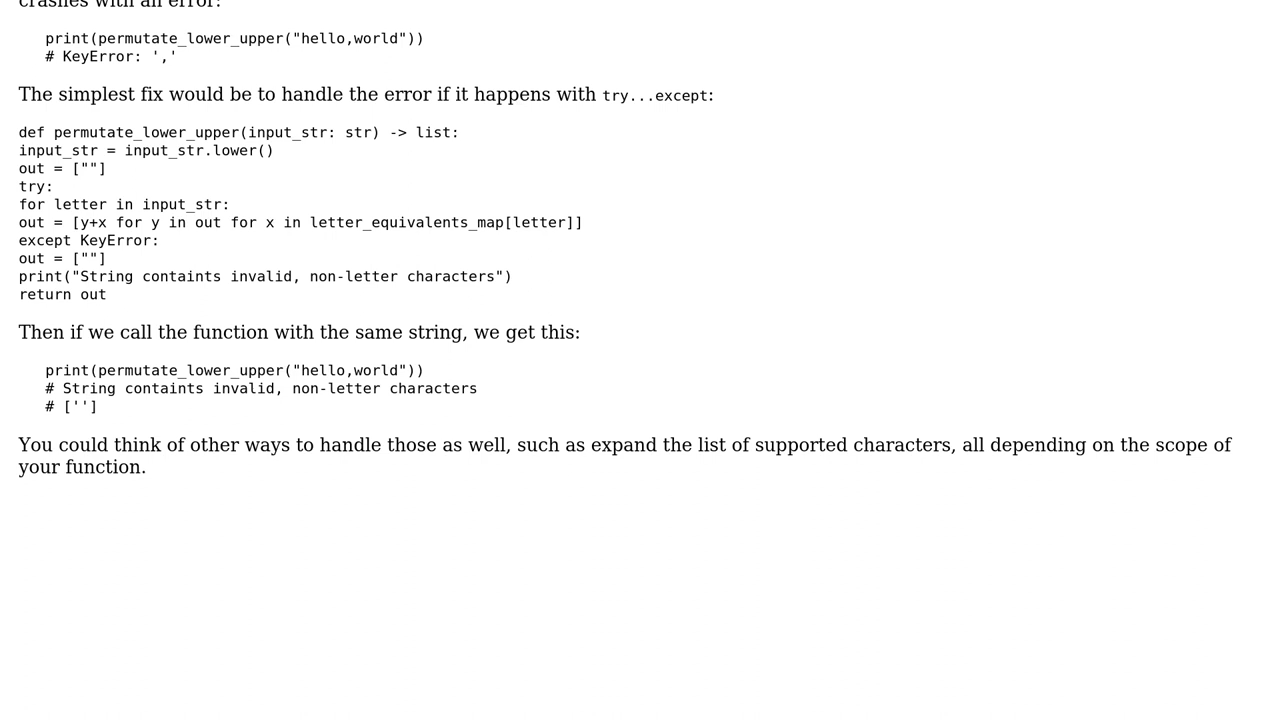 crashes with an error:
print(permutate_lower_upper("hello,world"))
# KeyError: ','
The simplest fix would be to handle the error if it happens with try...except:
def permutate_lower_upper(input_str: str) -> list:
input_str = input_str.lower()
out = [""]
try:
for letter in input_str:
out = [y+x for y in out for x in letter_equivalents_map[letter]]
except KeyError:
out = [""]
print("String containts invalid, non-letter characters")
return out
Then if we call the function with the same string, we get this:
print(permutate_lower_upper("hello,world"))
# String containts invalid, non-letter characters
# ['']
You could think of other ways to handle those as well, such as expand the list of supported characters, all depending on the scope of
your function.